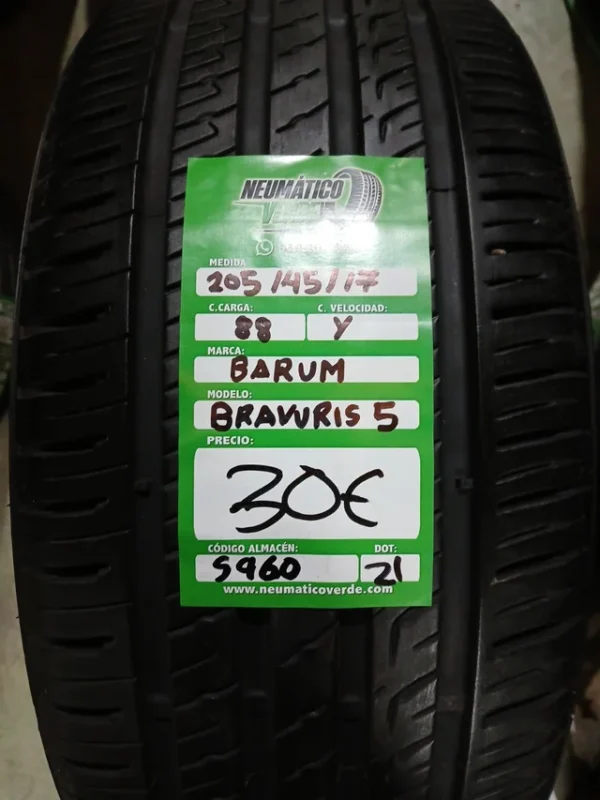 NEUMÁTICO
MEDIDA
205/45/17
C.CARGA: C. VELOCIDAD:
88 Y
MARCA:
BARUM
MODELO:
BRAVURIS 5
PRECIO:
30€
CÓDIGO ALMACÉN: DOT:
5960 21
www.neumaticoverde.com